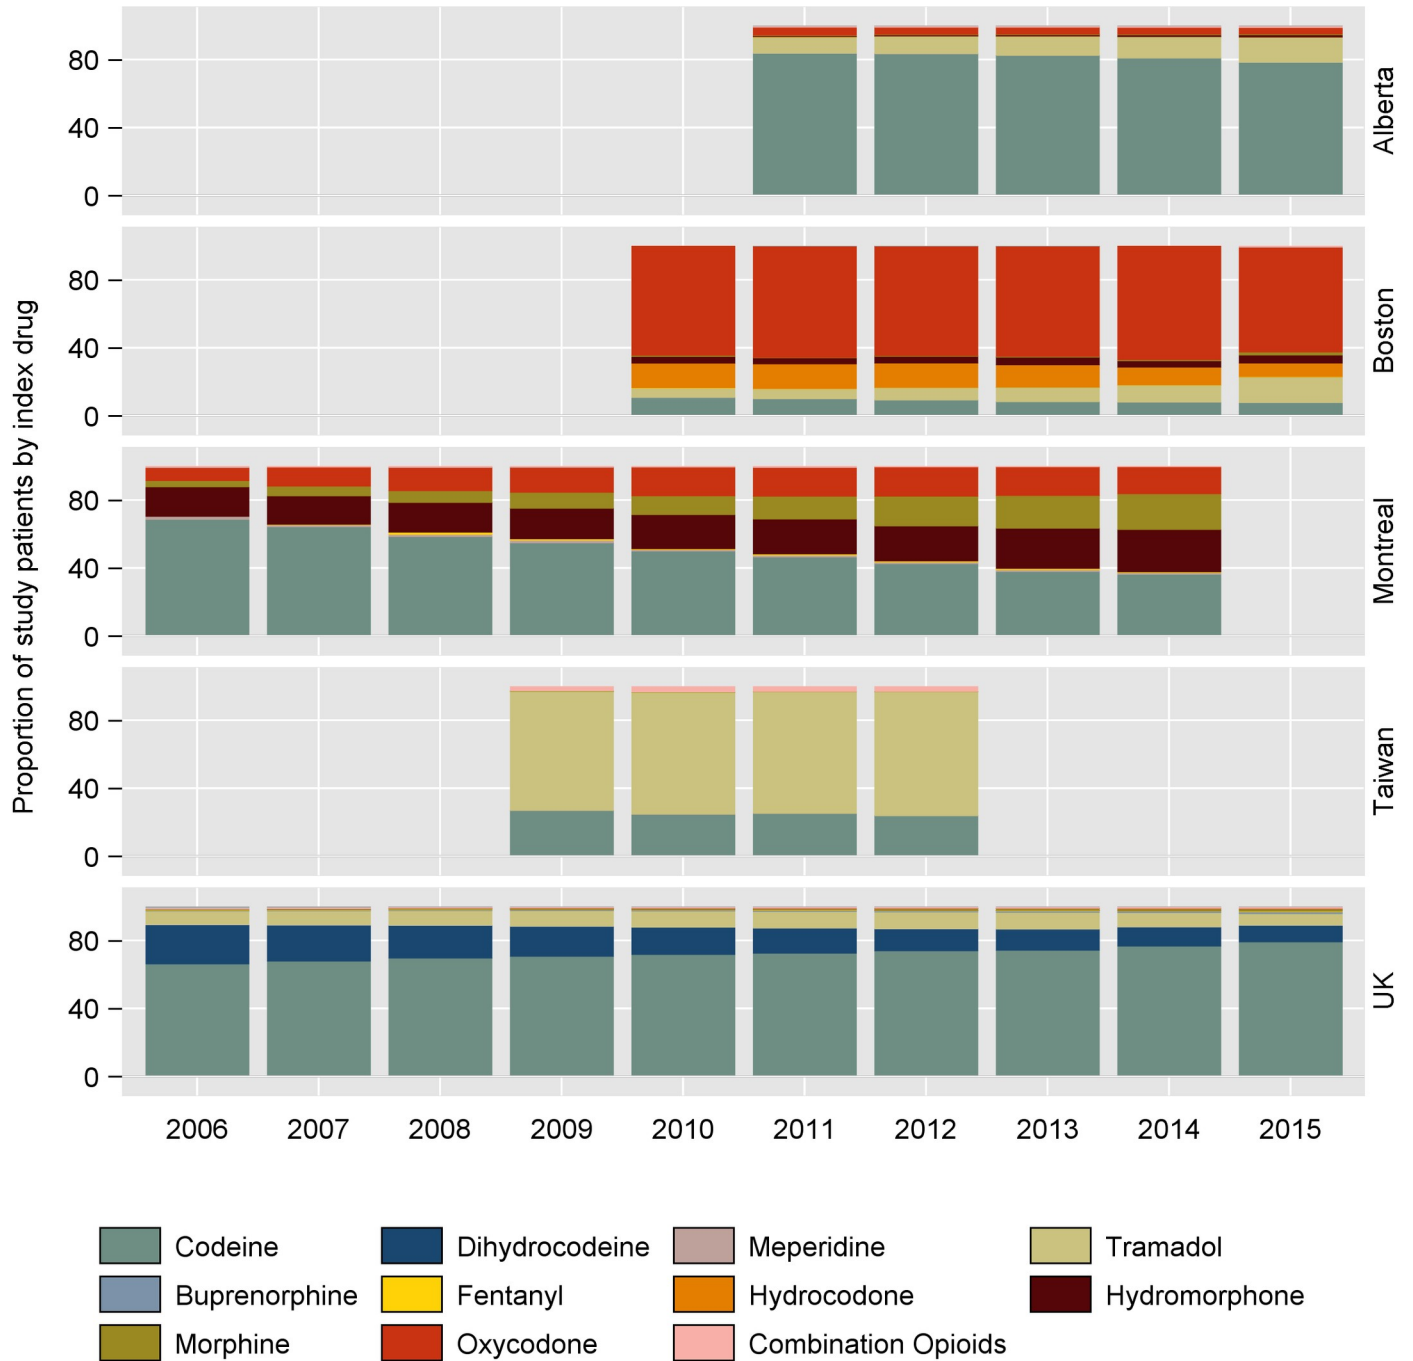 80
40
0
Alberta
80
40
0
Boston
80
40
0
Montreal
80
40
0
Taiwan
80
40
0
UK
Proportion of study patients by index drug
2006 2007 2008 2009 2010 2011 2012 2013 2014 2015
Codeine Dihydrocodeine Meperidine Tramadol
Buprenorphine Fentanyl Hydrocodone Hydromorphone
Morphine Oxycodone Combination Opioids